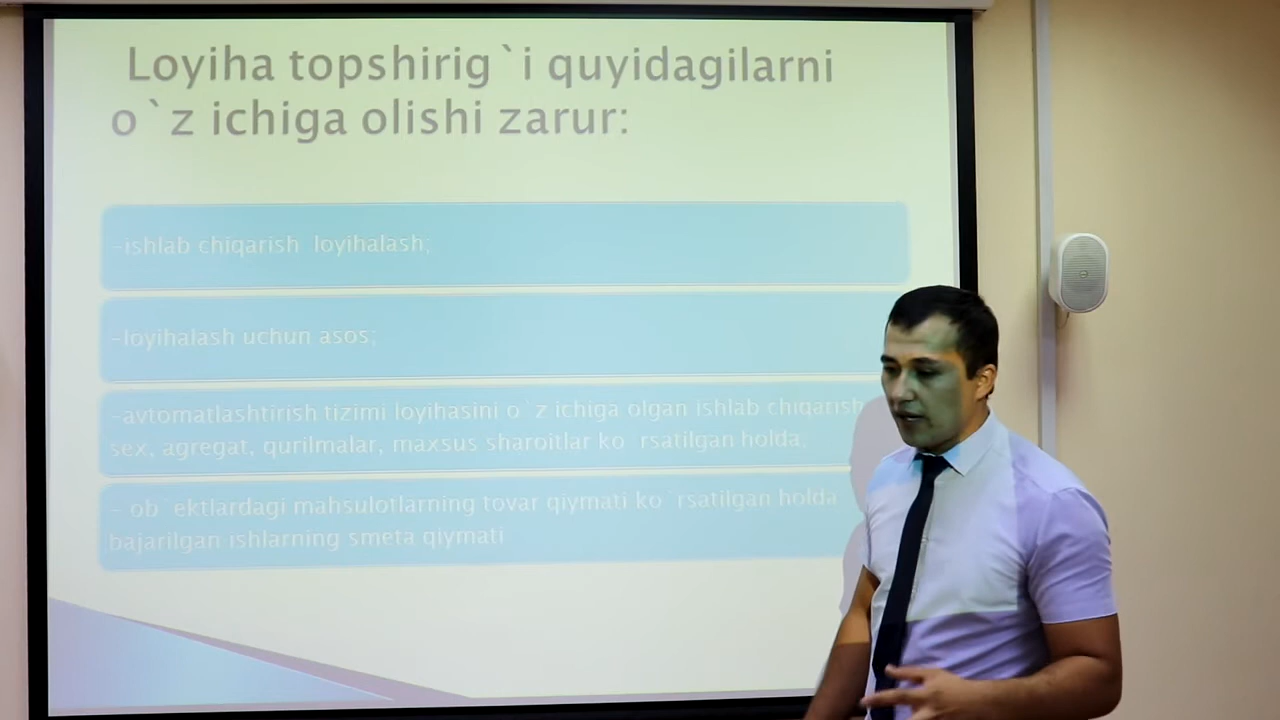 Loyiha topshirig`i quyidagilarni
o`z ichiga olishi zarur:
-ishlab chiqarish loyihalash;
-loyihalash uchun asos;
-avtomatlashtirish tizimi loyihasini o`z ichiga olgan ishlab chiqarish
sex, agregat, qurilmalar, maxsus sharoitlar ko`rsatilgan holda;
- ob`ektlardagi mahsulotlarning tovar qiymati ko`rsatilgan holda
bajarilgan ishlarning smeta qiymati